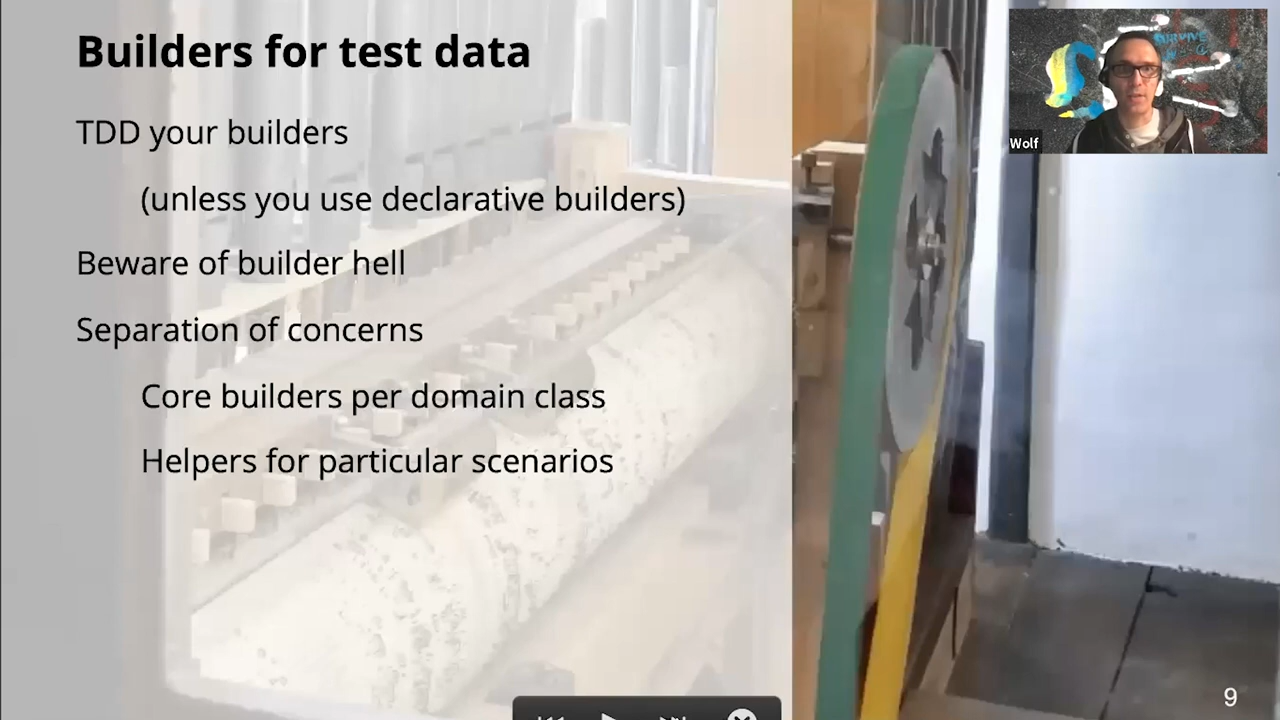 Builders for test data
TDD your builders
(unless you use declarative builders)
Beware of builder hell
Separation of concerns
Core builders per domain class
Helpers for particular scenarios
SURVIVE
Wolf
9